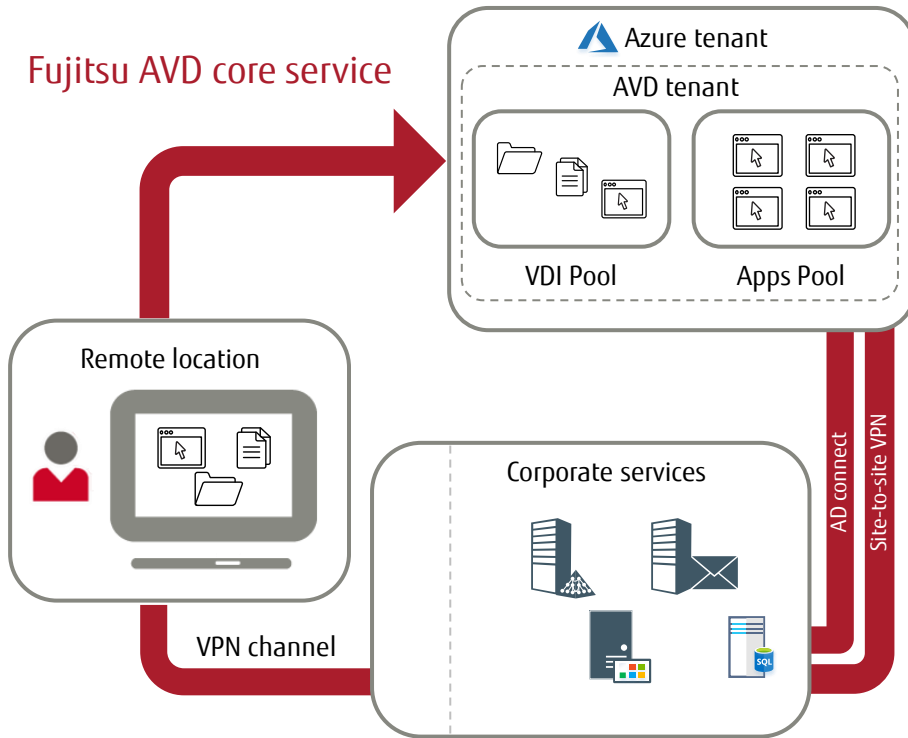 Fujitsu AVD core service
Azure tenant
AVD tenant
VDI Pool
Apps Pool
Remote location
Corporate services
AD connect
Site-to-site VPN
VPN channel
SQL